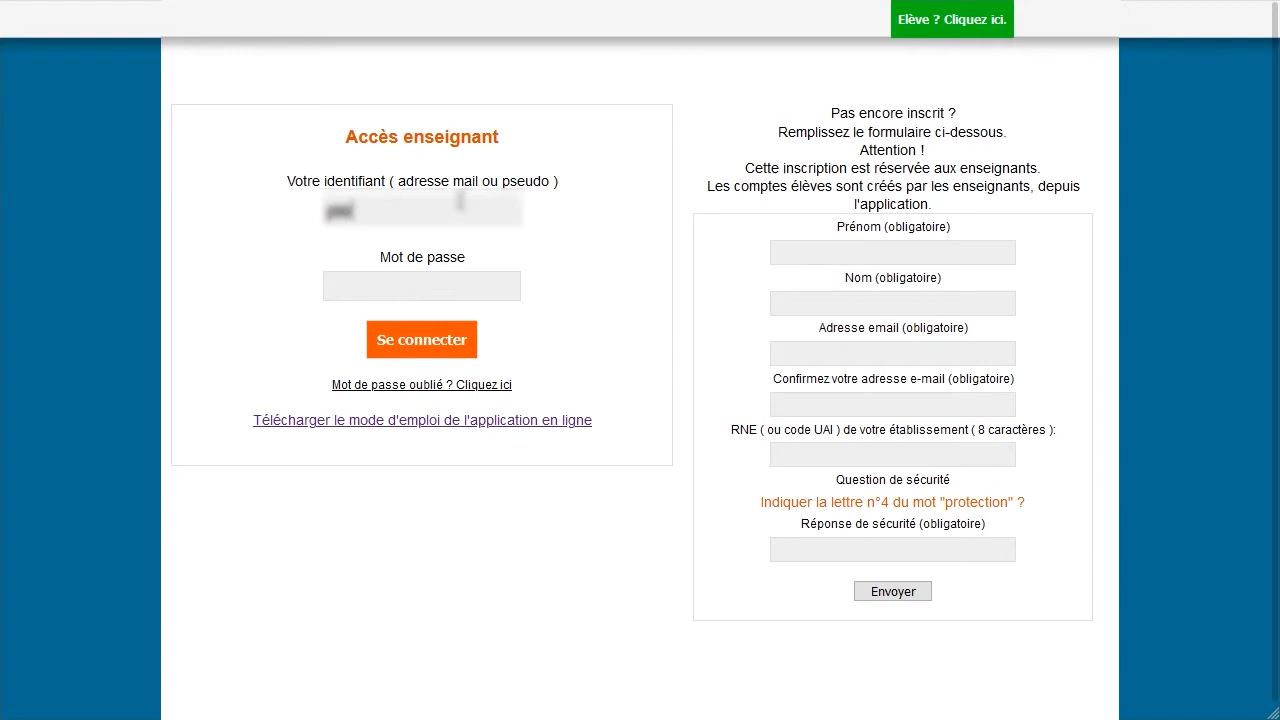 Elève ? Cliquez ici.
Accès enseignant
Votre identifiant ( adresse mail ou pseudo )
Mot de passe
Se connecter
Mot de passe oublié ? Cliquez ici
Télécharger le mode d'emploi de l'application en ligne
Pas encore inscrit ?
Remplissez le formulaire ci-dessous.
Attention !
Cette inscription est réservée aux enseignants.
Les comptes élèves sont créés par les enseignants, depuis
l'application.
Prénom (obligatoire)
Nom (obligatoire)
Adresse email (obligatoire)
Confirmez votre adresse e-mail (obligatoire)
RNE ( ou code UAI ) de votre établissement ( 8 caractères ):
Question de sécurité
Indiquer la lettre n°4 du mot "protection" ?
Réponse de sécurité (obligatoire)
Envoyer